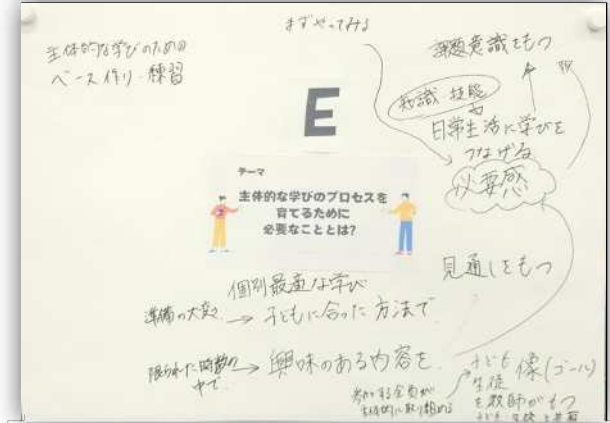 まずやってみる
主体的な学びのための
ベース作り・練習
課題意識をもつ
知識・技能
日常生活に学びを
つなげる
必要感
E
テーマ
主体的な学びのプロセスを
育てるために
必要なこととは?
見通しをもつ
個別最適な学び
準備の大変さ → 子どもに合った方法で
限られた時数の
中で → 興味のある内容を
参加する全員が
主体的に取り組める
子ども
生徒 像(ゴール)
を教師がもつ